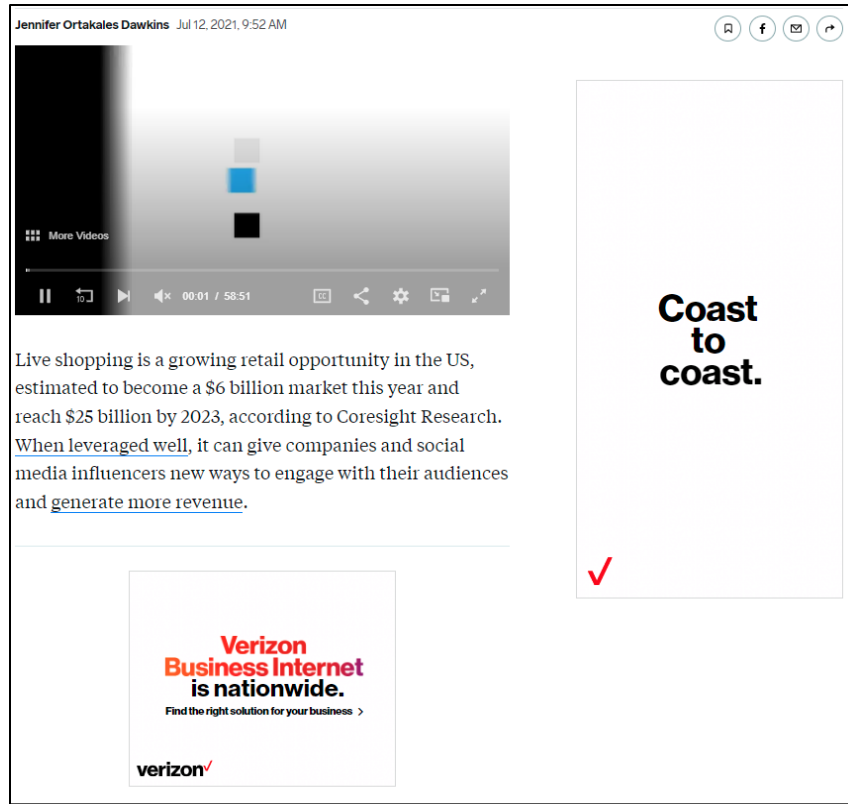 Jennifer Ortakales Dawkins Jul 12, 2021, 9:52 AM
More Videos
10
00:01 / 58:51
CC
Live shopping is a growing retail opportunity in the US,
estimated to become a $6 billion market this year and
reach $25 billion by 2023, according to Coresight Research.
When leveraged well, it can give companies and social
media influencers new ways to engage with their audiences
and generate more revenue.
Verizon
Business Internet
is nationwide.
Find the right solution for your business >
verizon
Coast
to
coast.